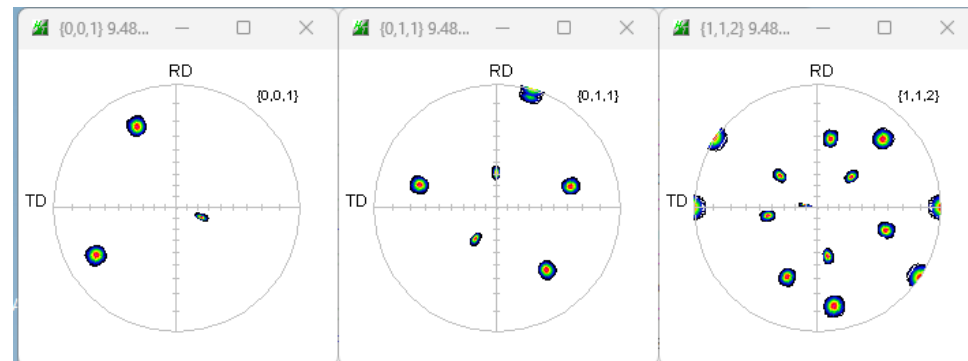 {0,0,1} 9.48...
RD
{0,0,1}
TD
{0,1,1} 9.48...
RD
{0,1,1}
TD
{1,1,2} 9.48...
RD
{1,1,2}
TD